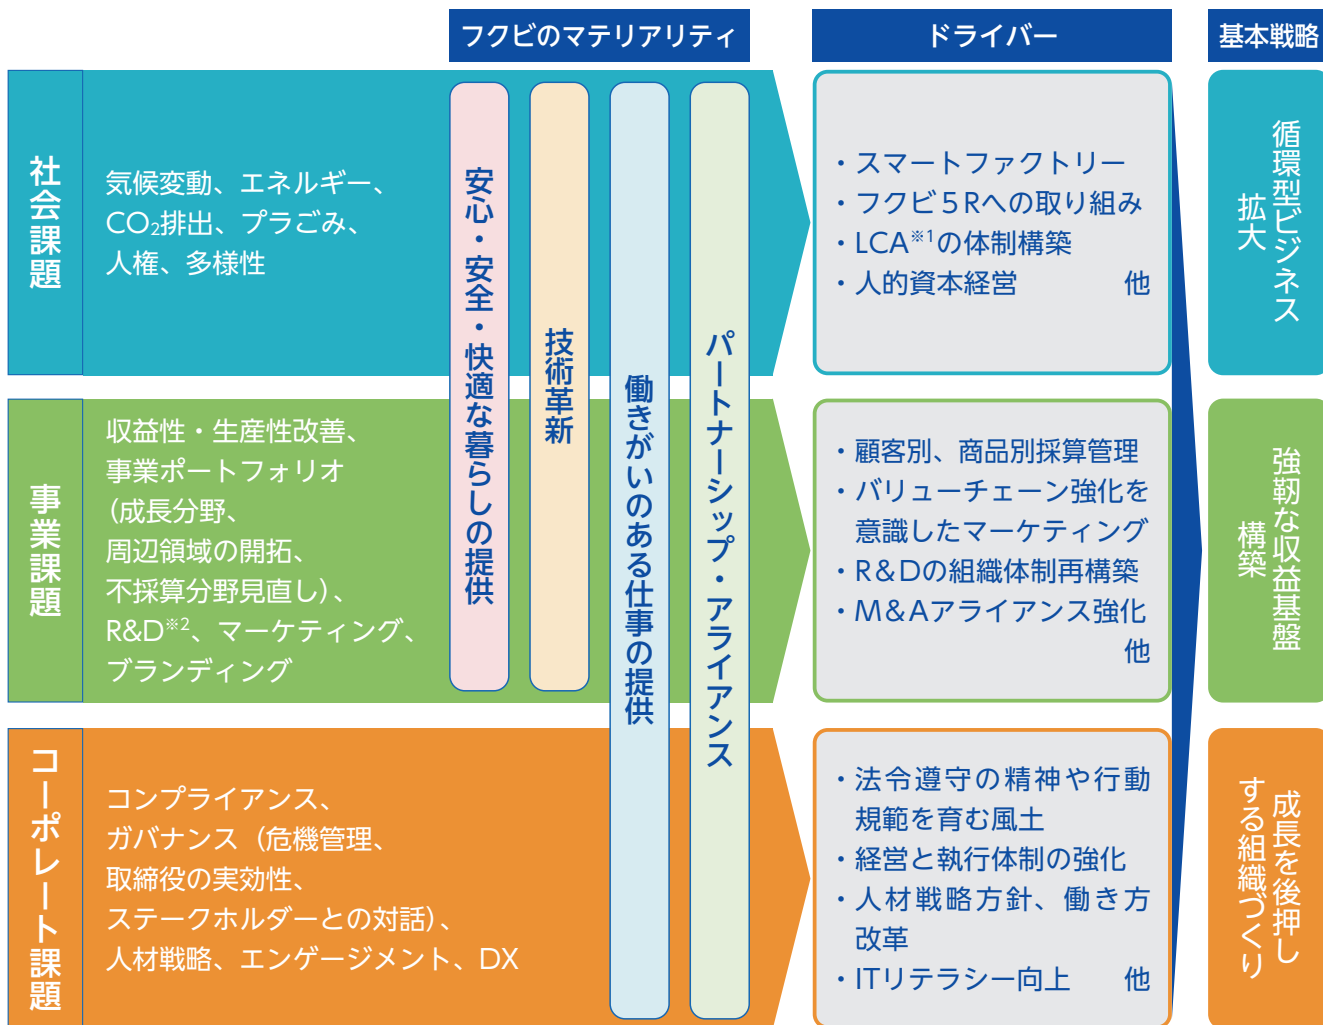 フクビのマテリアリティ
ドライバー
基本戦略
社会課題
気候変動、エネルギー、
CO₂排出、プラごみ、
人権、多様性
安心・安全・快適な暮らしの提供
技術革新
働きがいのある仕事の提供
パートナーシップ・アライアンス
・スマートファクトリー
・フクビ5Rへの取り組み
・LCA※1の体制構築
・人的資本経営 他
循環型ビジネス
拡大
事業課題
収益性・生産性改善、
事業ポートフォリオ
(成長分野、
周辺領域の開拓、
不採算分野見直し)、
R&D※2、マーケティング、
ブランディング
・顧客別、商品別採算管理
・バリューチェーン強化を
意識したマーケティング
・R＆Dの組織体制再構築
・M＆Aアライアンス強化
他
強靭な収益基盤
構築
コーポレート課題
コンプライアンス、
ガバナンス（危機管理、
取締役の実効性、
ステークホルダーとの対話）、
人材戦略、エンゲージメント、DX
・法令遵守の精神や行動
規範を育む風土
・経営と執行体制の強化
・人材戦略方針、働き方
改革
・ITリテラシー向上 他
成長を後押し
する組織づくり